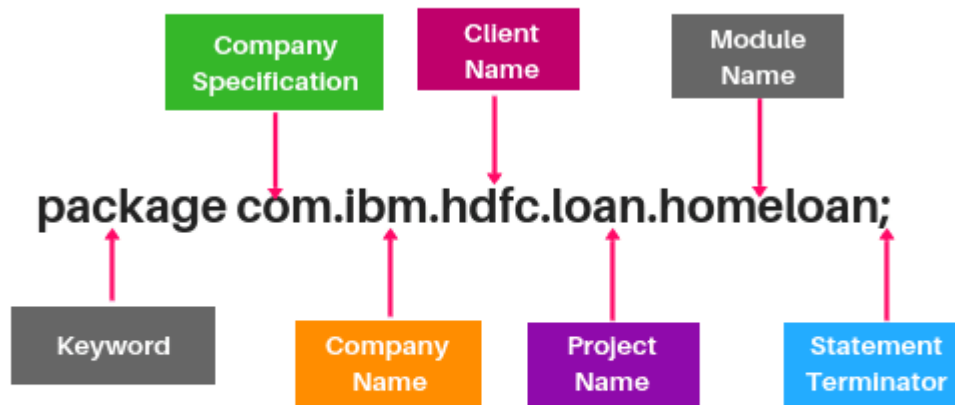 Company
Specification
Client
Name
Module
Name
package com.ibm.hdfc.loan.homeloan;
Keyword
Company
Name
Project
Name
Statement
Terminator